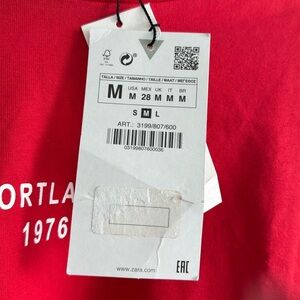 TALLA / SIZE / TAMANHO / TAILLE / MAAT / ΜΕΓΕΘΟΣ
M
USA MEX UK IT BR
M 28 M M M
S M L
ART.: 3199/807/600
03199807600036
ORTLA
1976
www.zara.com
EAC